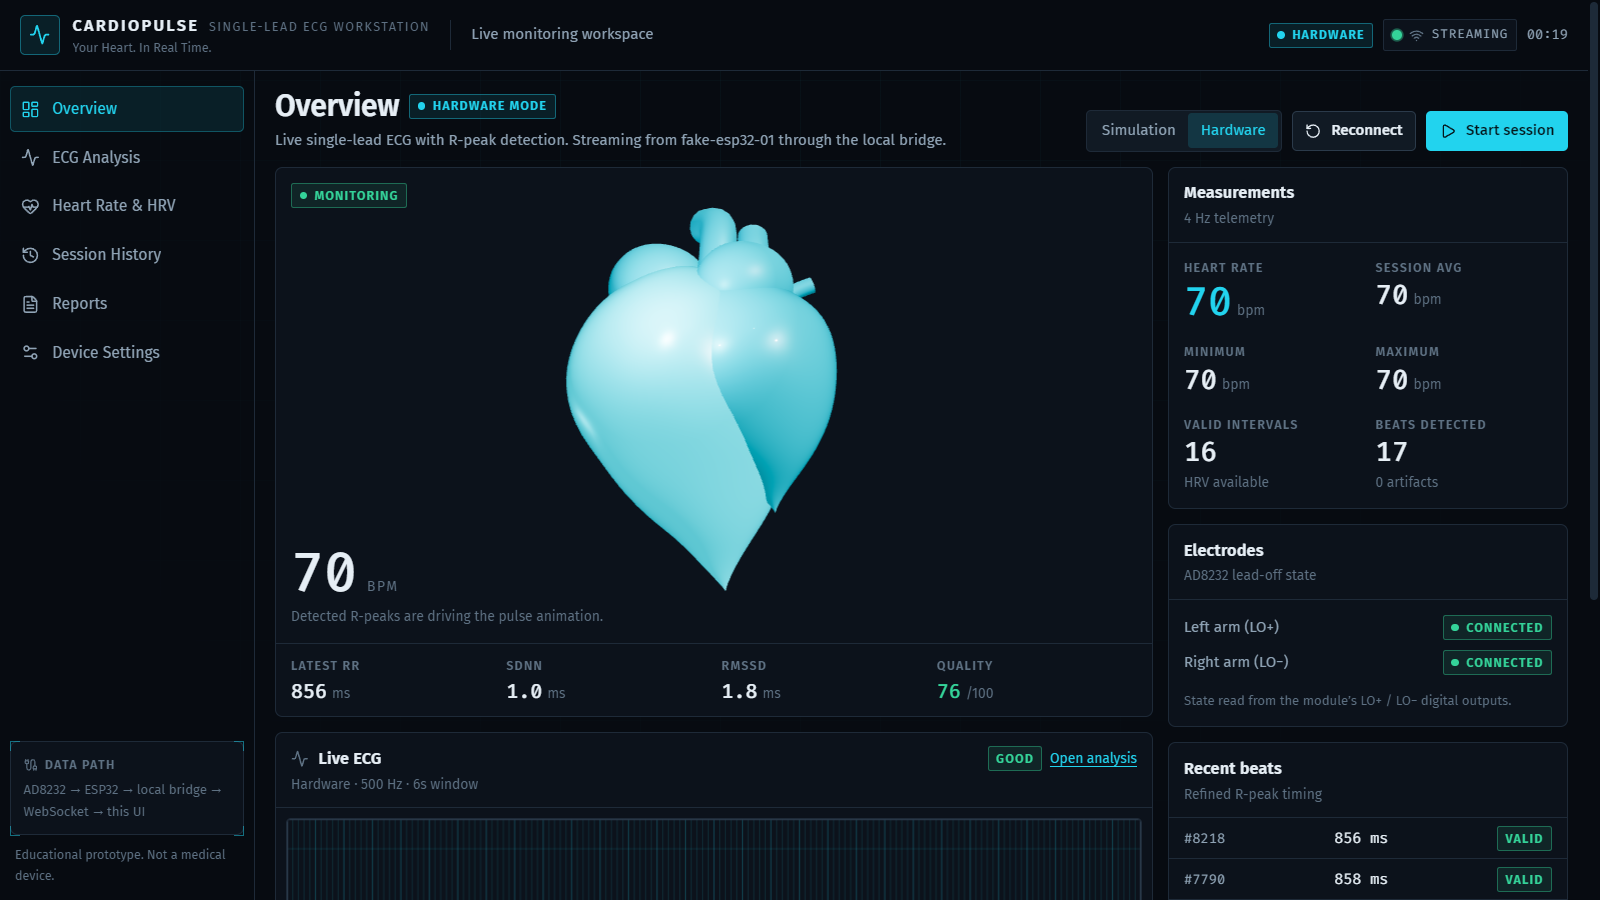 CARDIOPULSE SINGLE-LEAD ECG WORKSTATION
Your Heart. In Real Time.
Live monitoring workspace
HARDWARE
STREAMING
00:19
Overview
ECG Analysis
Heart Rate & HRV
Session History
Reports
Device Settings
DATA PATH
AD8232 → ESP32 → local bridge →
WebSocket → this UI
Educational prototype. Not a medical
device.
Overview
HARDWARE MODE
Live single-lead ECG with R-peak detection. Streaming from fake-esp32-01 through the local bridge.
Simulation
Hardware
Reconnect
Start session
MONITORING
70 BPM
Detected R-peaks are driving the pulse animation.
LATEST RR
856 ms
SDNN
1.0 ms
RMSSD
1.8 ms
QUALITY
76 /100
Live ECG
Hardware · 500 Hz · 6s window
GOOD
Open analysis
Measurements
4 Hz telemetry
HEART RATE
70 bpm
SESSION AVG
70 bpm
MINIMUM
70 bpm
MAXIMUM
70 bpm
VALID INTERVALS
16
HRV available
BEATS DETECTED
17
0 artifacts
Electrodes
AD8232 lead-off state
Left arm (LO+)
CONNECTED
Right arm (LO−)
CONNECTED
State read from the module's LO+ / LO− digital outputs.
Recent beats
Refined R-peak timing
#8218 856 ms VALID
#7790 858 ms VALID